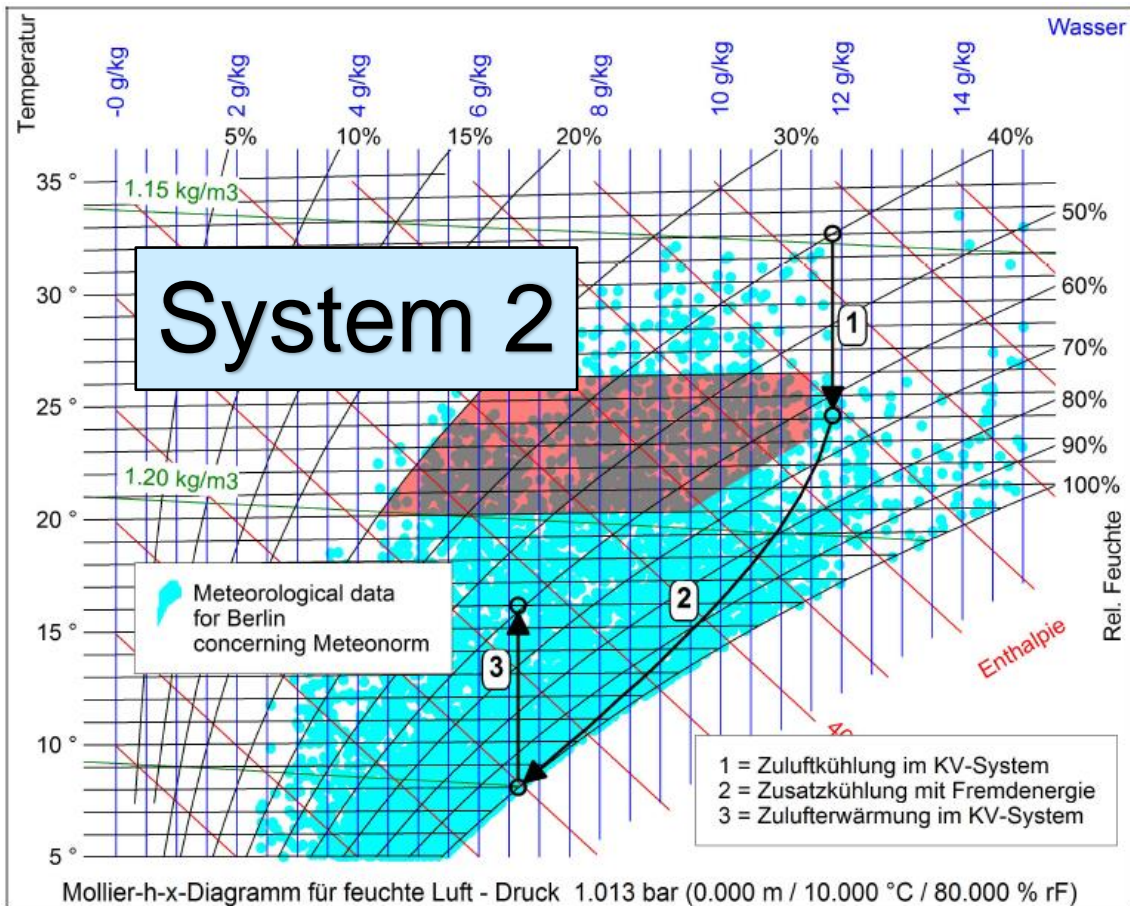 Temperatur
-0 g/kg
2 g/kg
4 g/kg
6 g/kg
8 g/kg
10 g/kg
12 g/kg
14 g/kg
Wasser
5%
10%
15%
20%
30%
40%
35 °
1.15 kg/m3
50%
System 2
60%
30 °
1
70%
80%
25 °
90%
1.20 kg/m3
100%
20 °
Meteorological data
for Berlin
concerning Meteonorm
2
15 °
3
Enthalpie
Rel. Feuchte
10 °
1 = Zuluftkühlung im KV-System
2 = Zusatzkühlung mit Fremdenergie
3 = Zulufterwärmung im KV-System
5 °
Mollier-h-x-Diagramm für feuchte Luft - Druck 1.013 bar (0.000 m / 10.000 °C / 80.000 % rF)